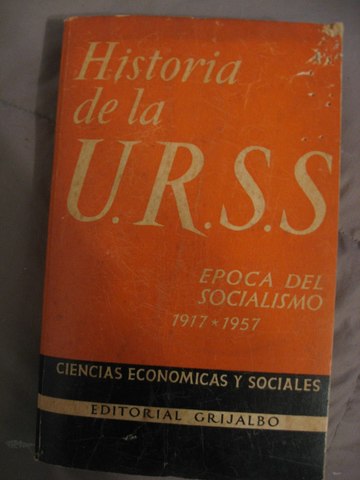 Historia
de la
U.R.S.S
EPOCA DEL
SOCIALISMO
1917 * 1957
CIENCIAS ECONOMICAS Y SOCIALES
EDITORIAL GRIJALBO